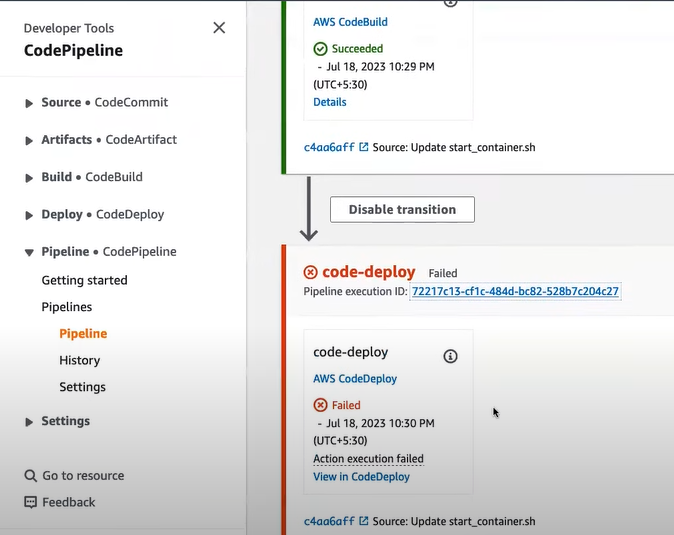 Developer Tools
CodePipeline
Source • CodeCommit
Artifacts • CodeArtifact
Build • CodeBuild
Deploy • CodeDeploy
Pipeline • CodePipeline
Getting started
Pipelines
Pipeline
History
Settings
Settings
Go to resource
Feedback
AWS CodeBuild
Succeeded
- Jul 18, 2023 10:29 PM
(UTC+5:30)
Details
c4aa6aff Source: Update start_container.sh
Disable transition
code-deploy Failed
Pipeline execution ID: 72217c13-cf1c-484d-bc82-528b7c204c27
code-deploy
AWS CodeDeploy
Failed
- Jul 18, 2023 10:30 PM
(UTC+5:30)
Action execution failed
View in CodeDeploy
c4aa6aff Source: Update start_container.sh